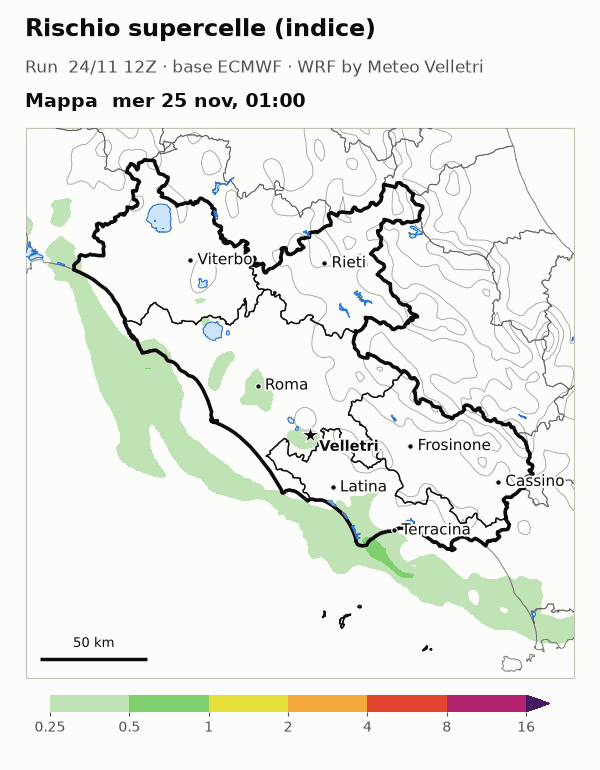 Rischio supercelle (indice)
Run  24/11 12Z · base ECMWF · WRF by Meteo Velletri
Mappa  mer 25 nov, 01:00
Viterbo
Rieti
Roma
Velletri
Frosinone
Cassino
Latina
Terracina
50 km
0.25 0.5 1 2 4 8 16